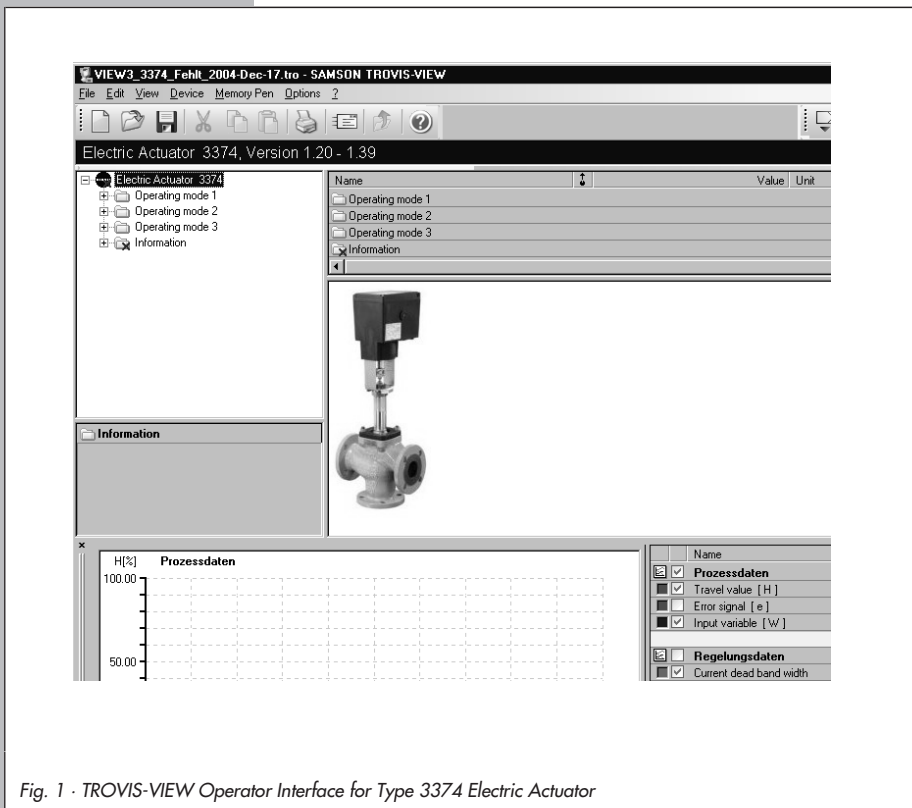 VIEW3_3374_Fehlt_2004-Dec-17.tro - SAMSON TROVIS-VIEW
File Edit View Device Memory Pen Options ?
Electric Actuator 3374, Version 1.20 - 1.39
Electric Actuator 3374
Operating mode 1
Operating mode 2
Operating mode 3
Information
Name Value Unit
Operating mode 1
Operating mode 2
Operating mode 3
Information
Information
H[%] Prozessdaten
100.00
50.00
Name
Prozessdaten
Travel value [ H ]
Error signal [ e ]
Input variable [ W ]
Regelungsdaten
Current dead band width
Fig. 1 · TROVIS-VIEW Operator Interface for Type 3374 Electric Actuator